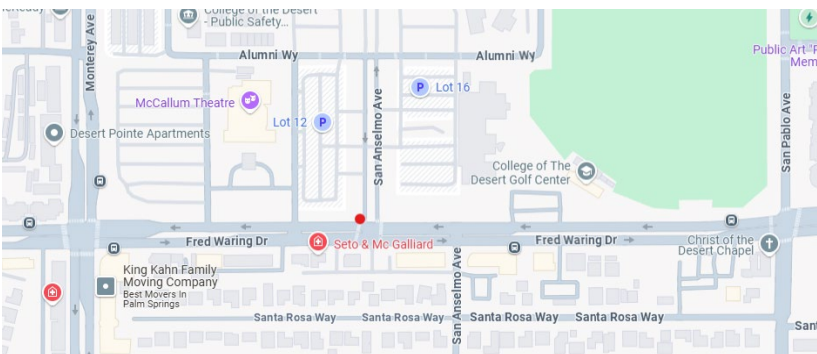 College of the Desert
- Public Safety...
Monterey Ave
Alumni Wy
Alumni Wy
Public Art "F
Mem
McCallum Theatre
Lot 16
P
Lot 12
P
Desert Pointe Apartments
San Anselmo Ave
San Pablo Ave
College of The
Desert Golf Center
Fred Waring Dr
Seto & Mc Galliard
Fred Waring Dr
Christ of the
Desert Chapel
San Anselmo Ave
King Kahn Family
Moving Company
Best Movers In
Palm Springs
Santa Rosa Way
Santa Rosa Way
Santa Rosa Way
Sant